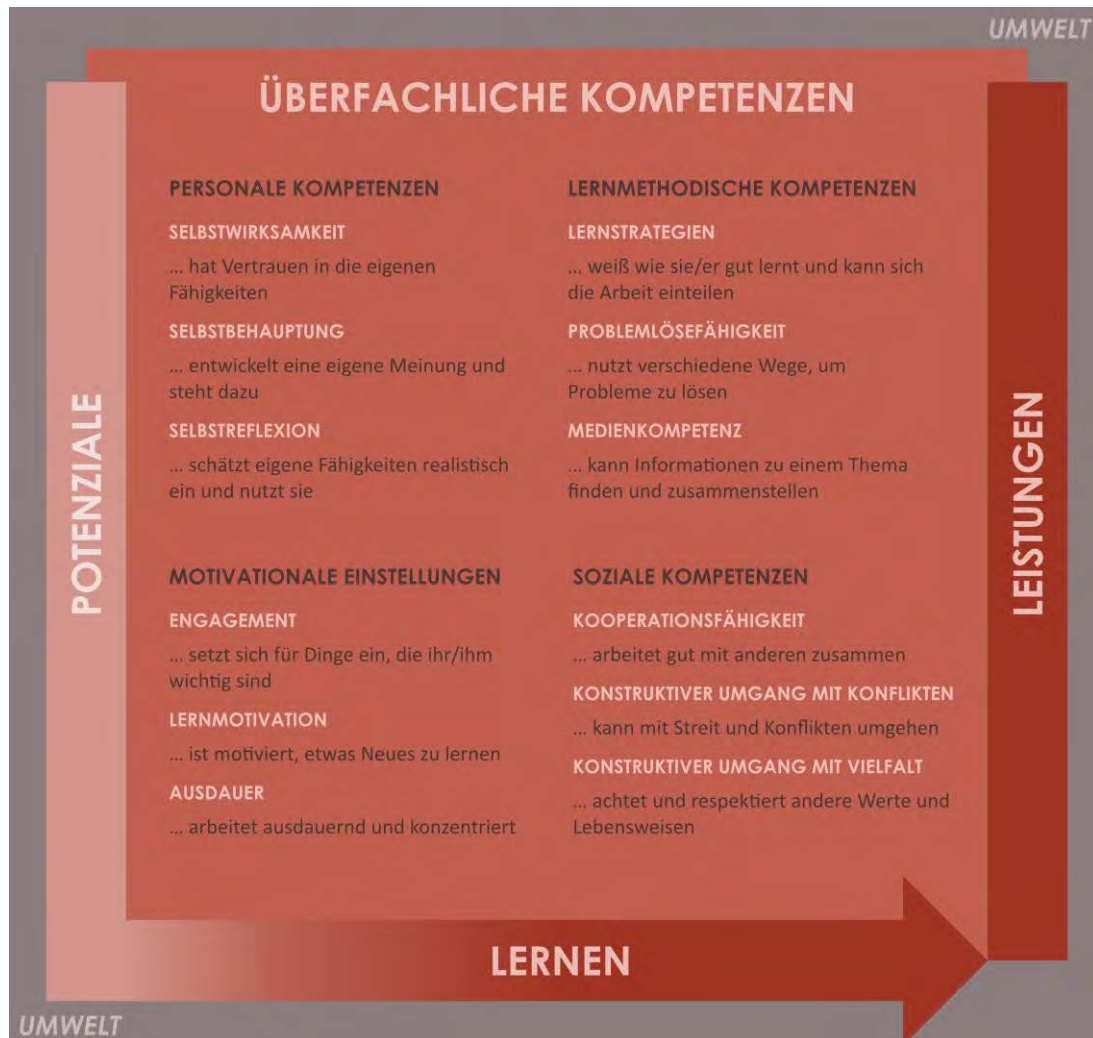 UMWELT
ÜBERFACHLICHE KOMPETENZEN
POTENZIALE
PERSONALE KOMPETENZEN
SELBSTWIRKSAMKEIT
... hat Vertrauen in die eigenen
Fähigkeiten
SELBSTBEHAUPTUNG
... entwickelt eine eigene Meinung und
steht dazu
SELBSTREFLEXION
... schätzt eigene Fähigkeiten realistisch
ein und nutzt sie
LERNMETHODISCHE KOMPETENZEN
LERNSTRATEGIEN
... weiß wie sie/er gut lernt und kann sich
die Arbeit einteilen
PROBLEMLÖSEFÄHIGKEIT
... nutzt verschiedene Wege, um
Probleme zu lösen
MEDIENKOMPETENZ
... kann Informationen zu einem Thema
finden und zusammenstellen
MOTIVATIONALE EINSTELLUNGEN
ENGAGEMENT
... setzt sich für Dinge ein, die ihr/ihm
wichtig sind
LERNMOTIVATION
... ist motiviert, etwas Neues zu lernen
AUSDAUER
... arbeitet ausdauernd und konzentriert
SOZIALE KOMPETENZEN
KOOPERATIONSFÄHIGKEIT
... arbeitet gut mit anderen zusammen
KONSTRUKTIVER UMGANG MIT KONFLIKTEN
... kann mit Streit und Konflikten umgehen
KONSTRUKTIVER UMGANG MIT VIELFALT
... achtet und respektiert andere Werte und
Lebensweisen
LEISTUNGEN
LERNEN
UMWELT